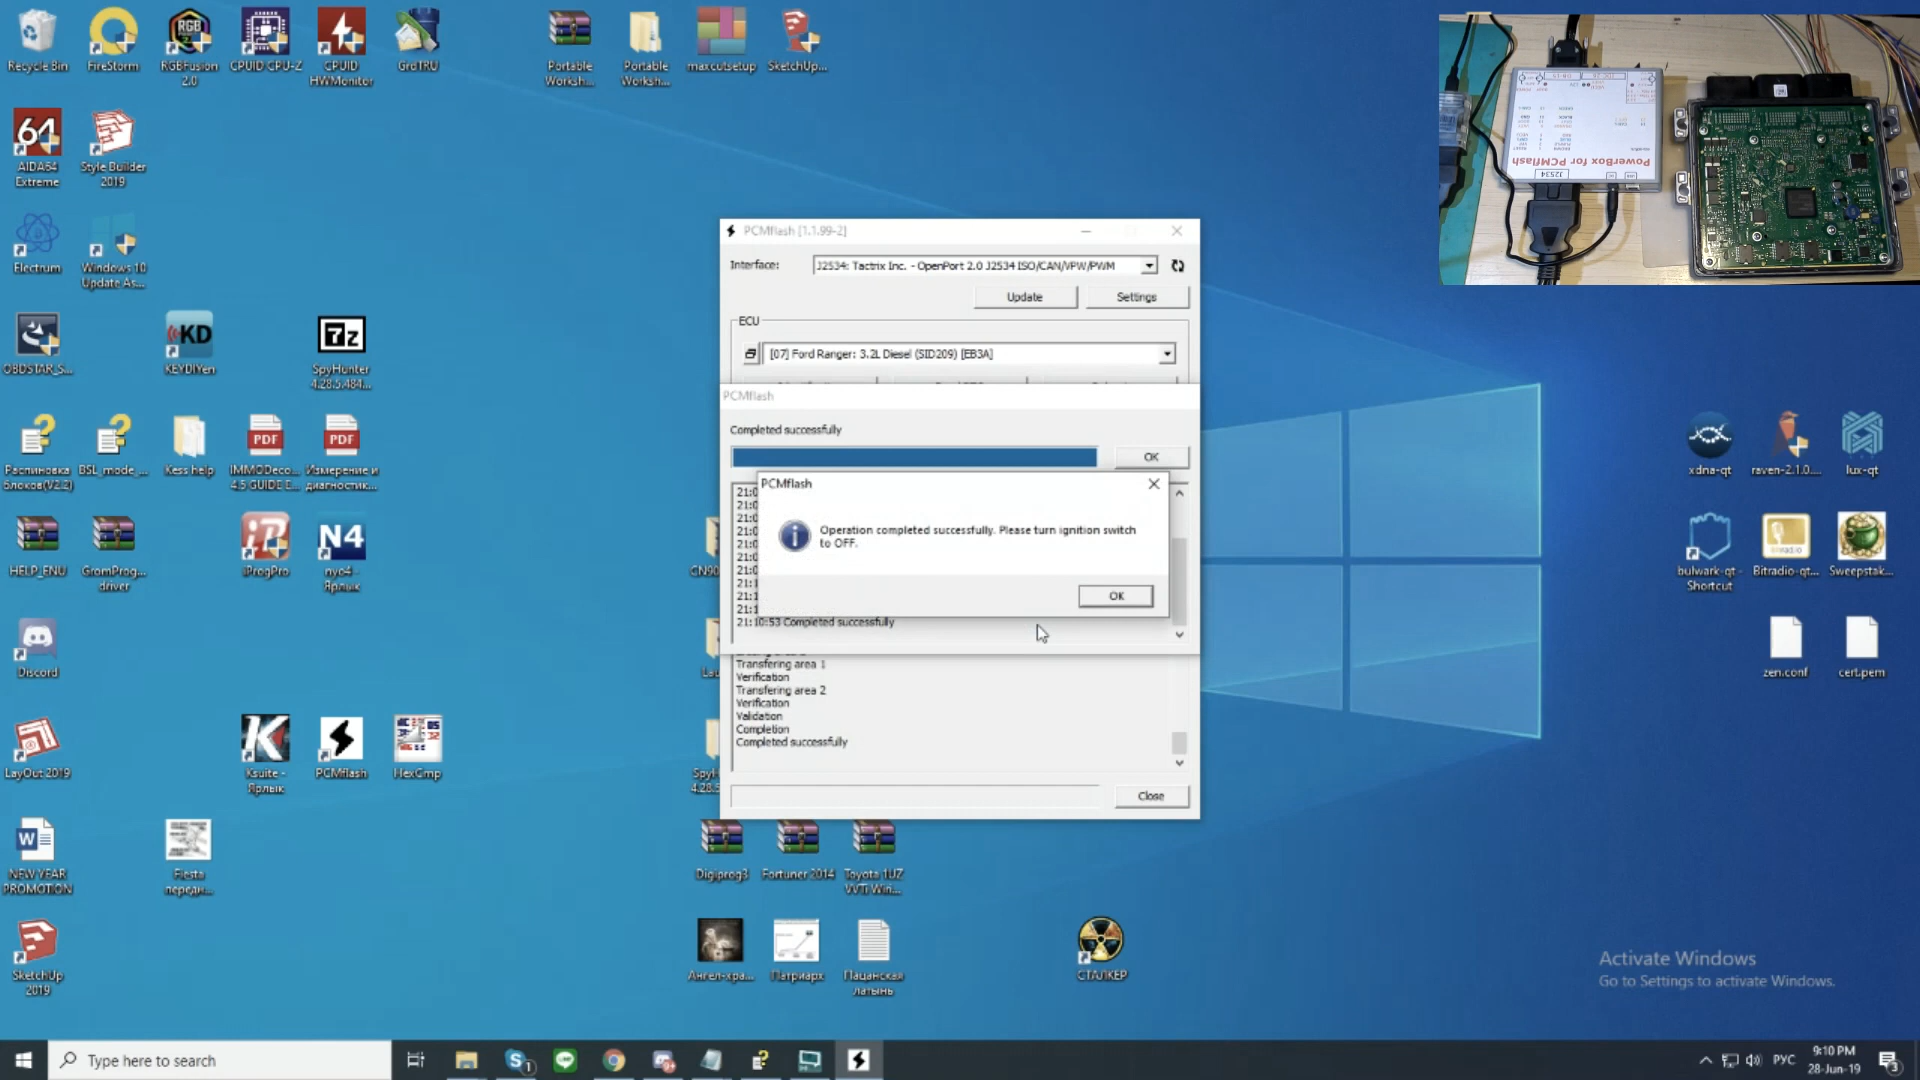 Recycle Bin
FireStorm
RGBFusion
2.0
CPUID CPU-Z
CPUID
HWMonitor
GrdTRU
Portable
Worksh...
Portable
Worksh...
maxcutsetup
SketchUp...
AIDA64
Extreme
Style Builder
2019
Electrum
Windows 10
Update As...
OBDSTAR_S...
KEYDIYen
SpyHunter
4.28.5.484...
Распиновка
блоков(V2.2)
BSL_mode_...
Kess help
IMMODeco...
4.5 GUIDE E...
Измерение и
диагностик...
HELP_ENU
GromProg...
driver
iProgPro
Ярлык
Discord
LayOut 2019
Ksuite -
Ярлык
PCMflash
HexCmp
NEW YEAR
PROMOTION
Fiesta
передн...
SketchUp
2019
PCMflash [1.1.99-2]
Interface:
J2534: Tactrix Inc. - OpenPort 2.0 J2534 ISO/CAN/VPW/PWM
Update
Settings
ECU
[07] Ford Ranger: 3.2L Diesel (SID209) [EB3A]
PCMflash
Completed successfully
OK
PCMflash
Operation completed successfully. Please turn ignition switch
to OFF.
OK
21:10:53 Completed successfully
Transfering area 1
Verification
Transfering area 2
Verification
Validation
Completion
Completed successfully
Close
Digiprog3
Fortuner 2014
Toyota 1UZ
VVTi Win...
Ангел-хра...
Патриарх
Пацанская
латынь
СТАЛКЕР
PowerBox for PCMflash
J2534
xdna-qt
raven-2.1.0....
lux-qt
bulwark-qt -
Shortcut
Bitradio-qt...
Sweepstak...
zen.conf
cert.pem
Activate Windows
Go to Settings to activate Windows.
Type here to search
РУС
9:10 PM
28-Jun-19